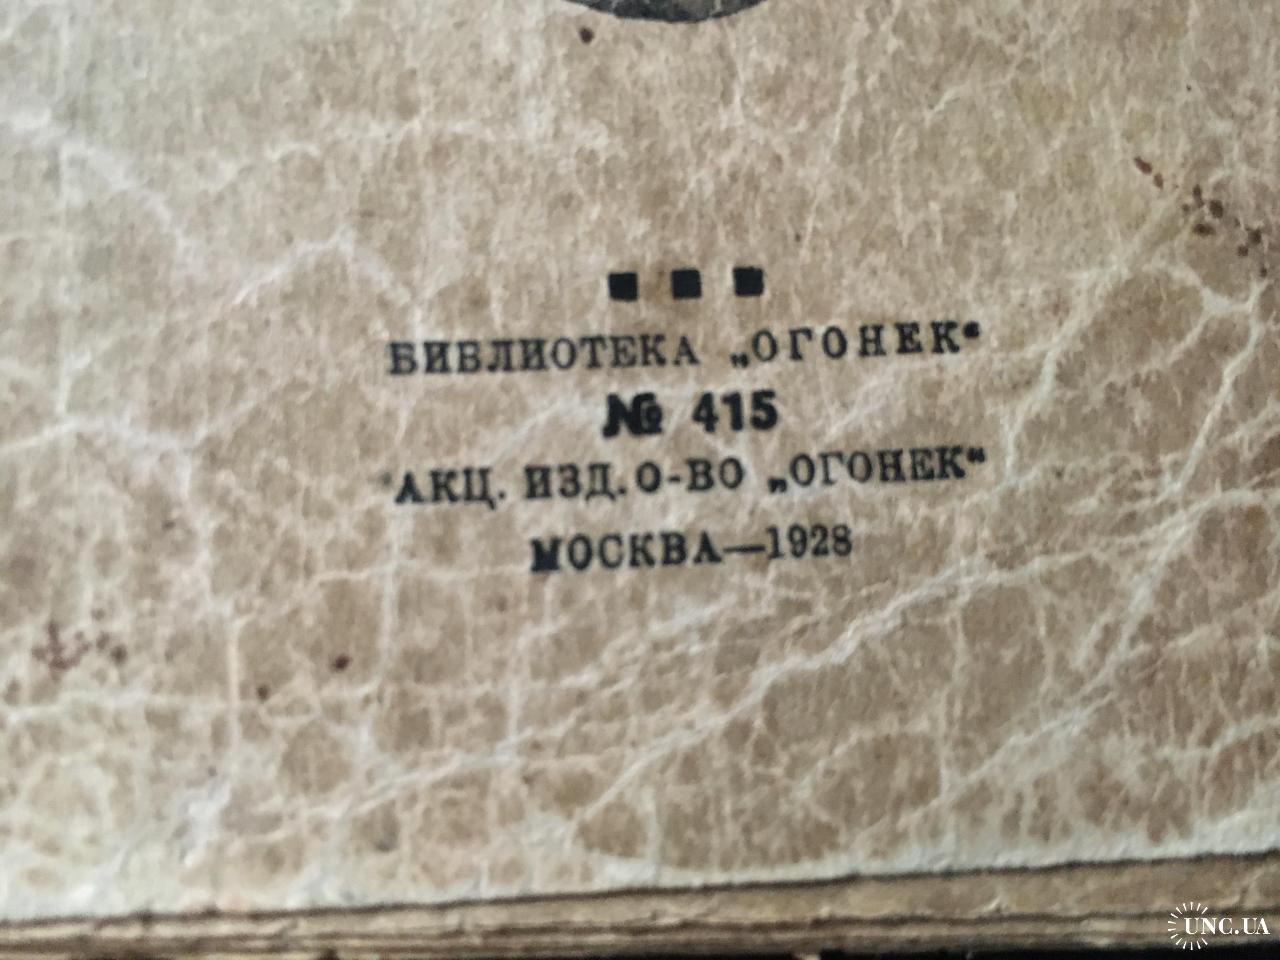 БИБЛИОТЕКА „ОГОНЕК“
№ 415
АКЦ. ИЗД. О-ВО „ОГОНЕК“
МОСКВА—1928
UNC.UA